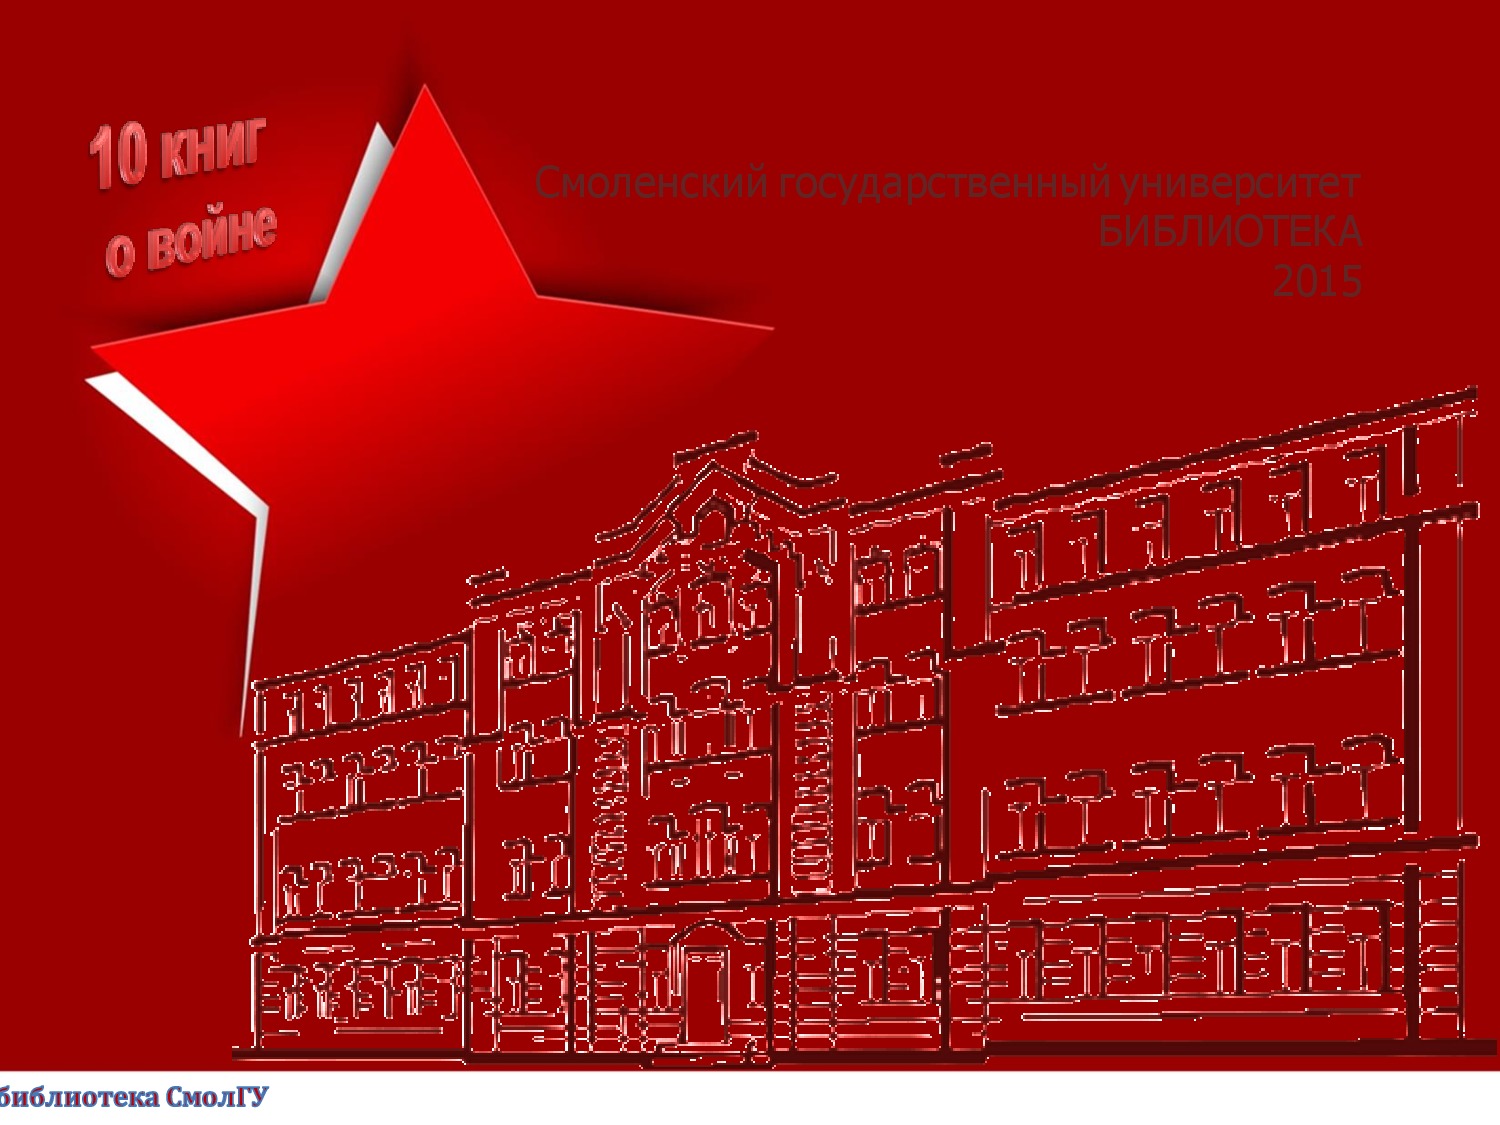 10 книг
о войне
Смоленский государственный университет
БИБЛИОТЕКА
2015
библиотека СмолГУ